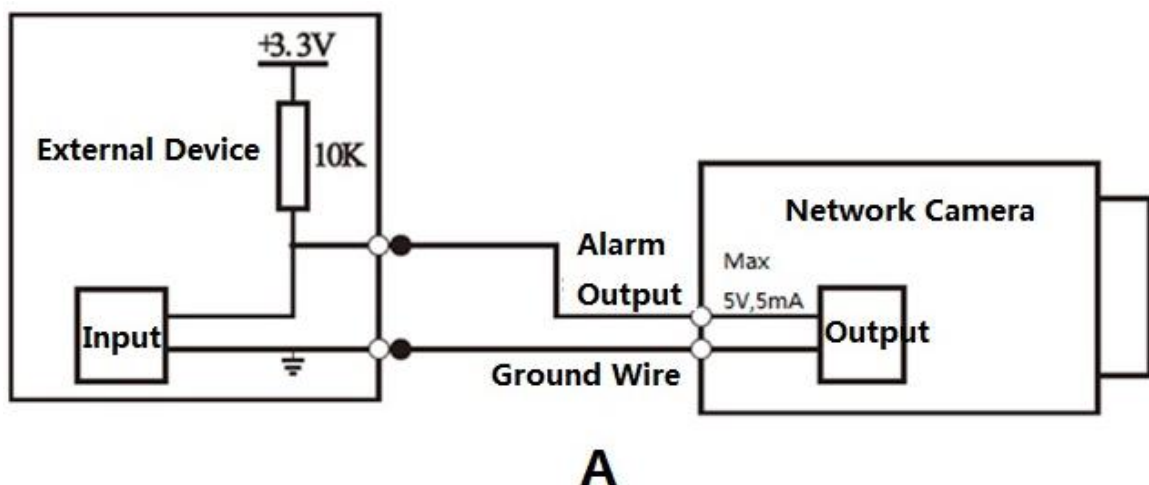 +3.3V
External Device
10K
Network Camera
Alarm
Output
Max
5V,5mA
Input
Output
Ground Wire
A